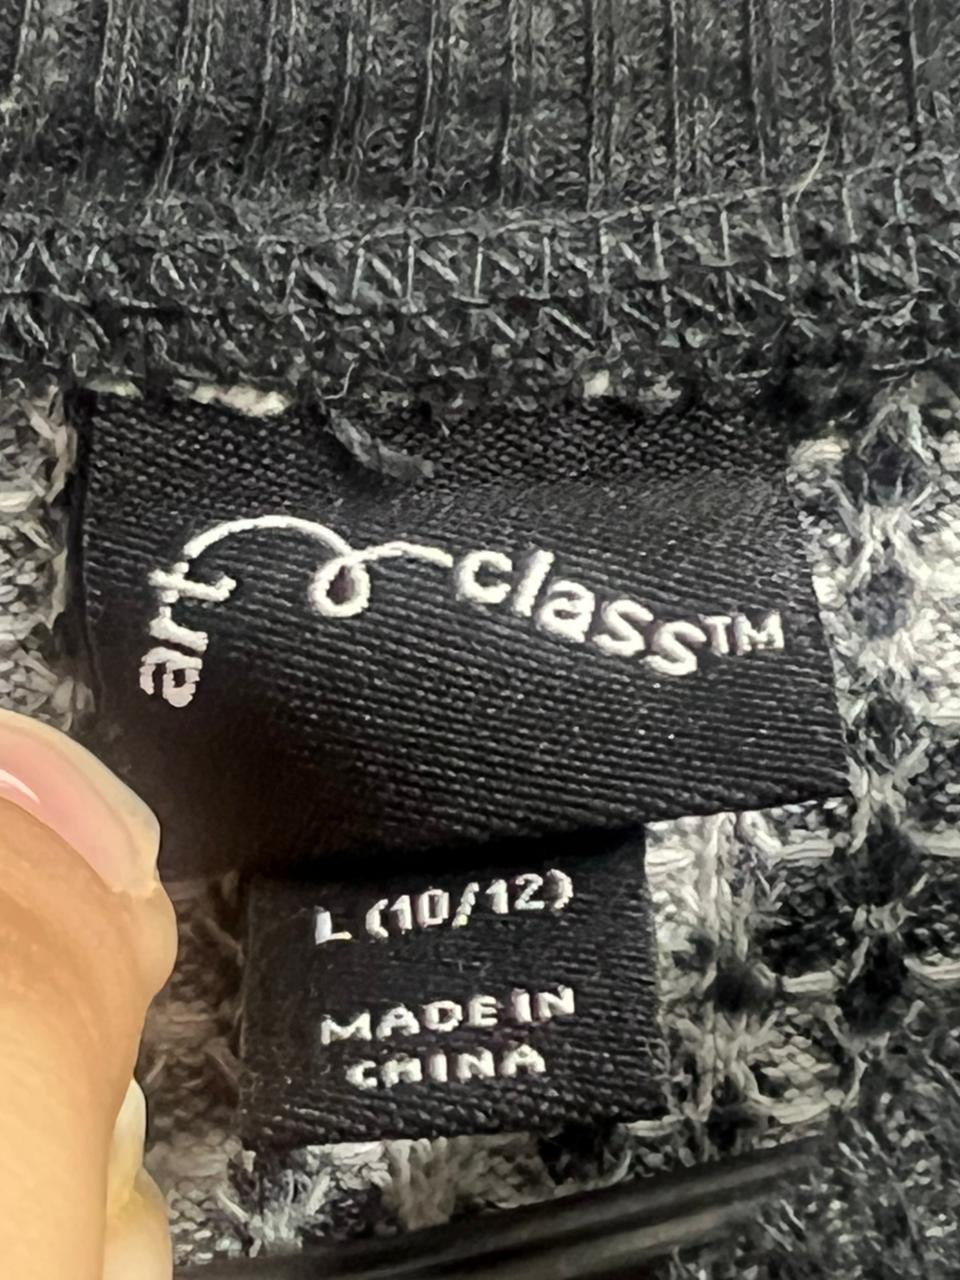 art class™
L (10/12)
MADE IN
CHINA